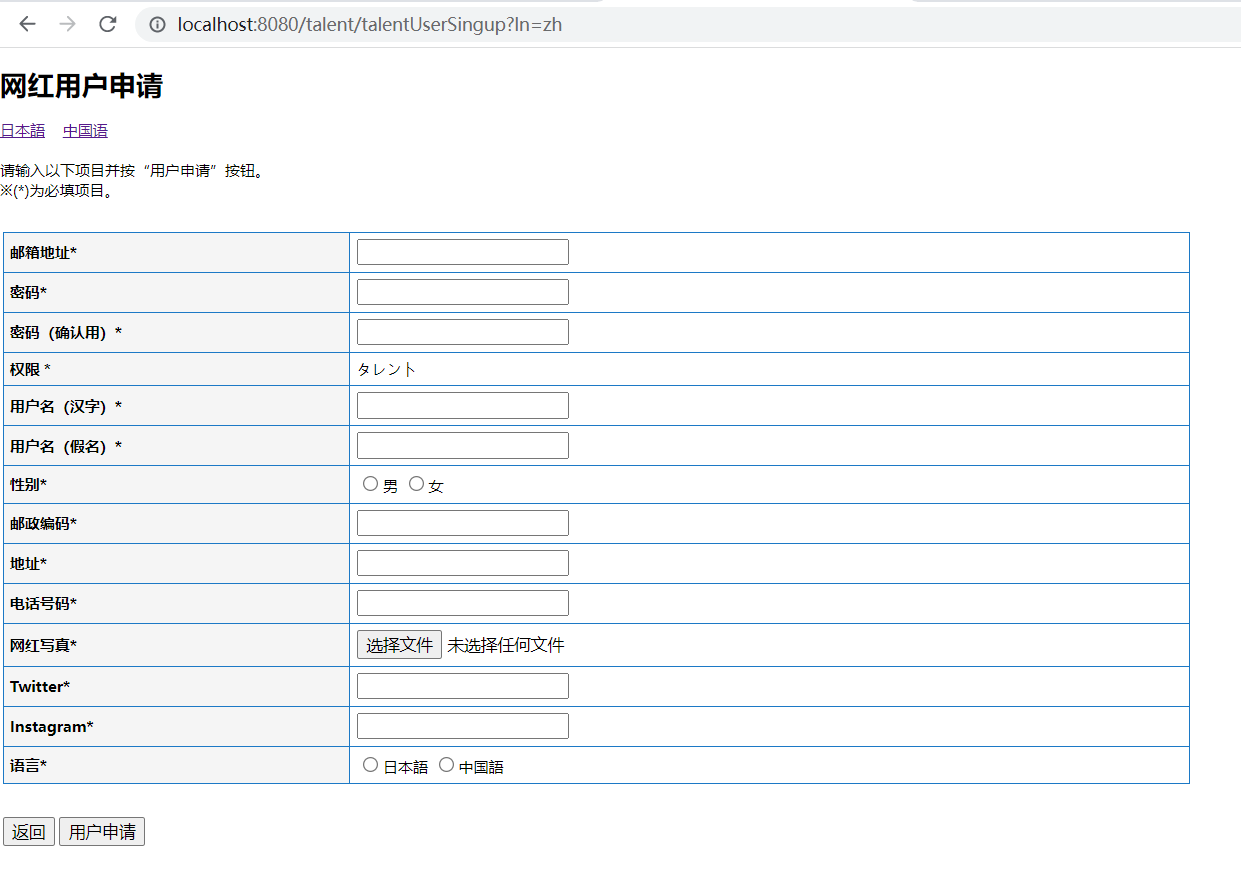 localhost:8080/talent/talentUserSingup?ln=zh
网红用户申请
日本語 中国语
请输入以下项目并按“用户申请”按钮。
※(*)为必填项目。
邮箱地址*
密码*
密码（确认用）*
权限 * タレント
用户名（汉字）*
用户名（假名）*
性别* 男 女
邮政编码*
地址*
电话号码*
网红写真* 选择文件 未选择任何文件
Twitter*
Instagram*
语言* 日本語 中国語
返回 用户申请